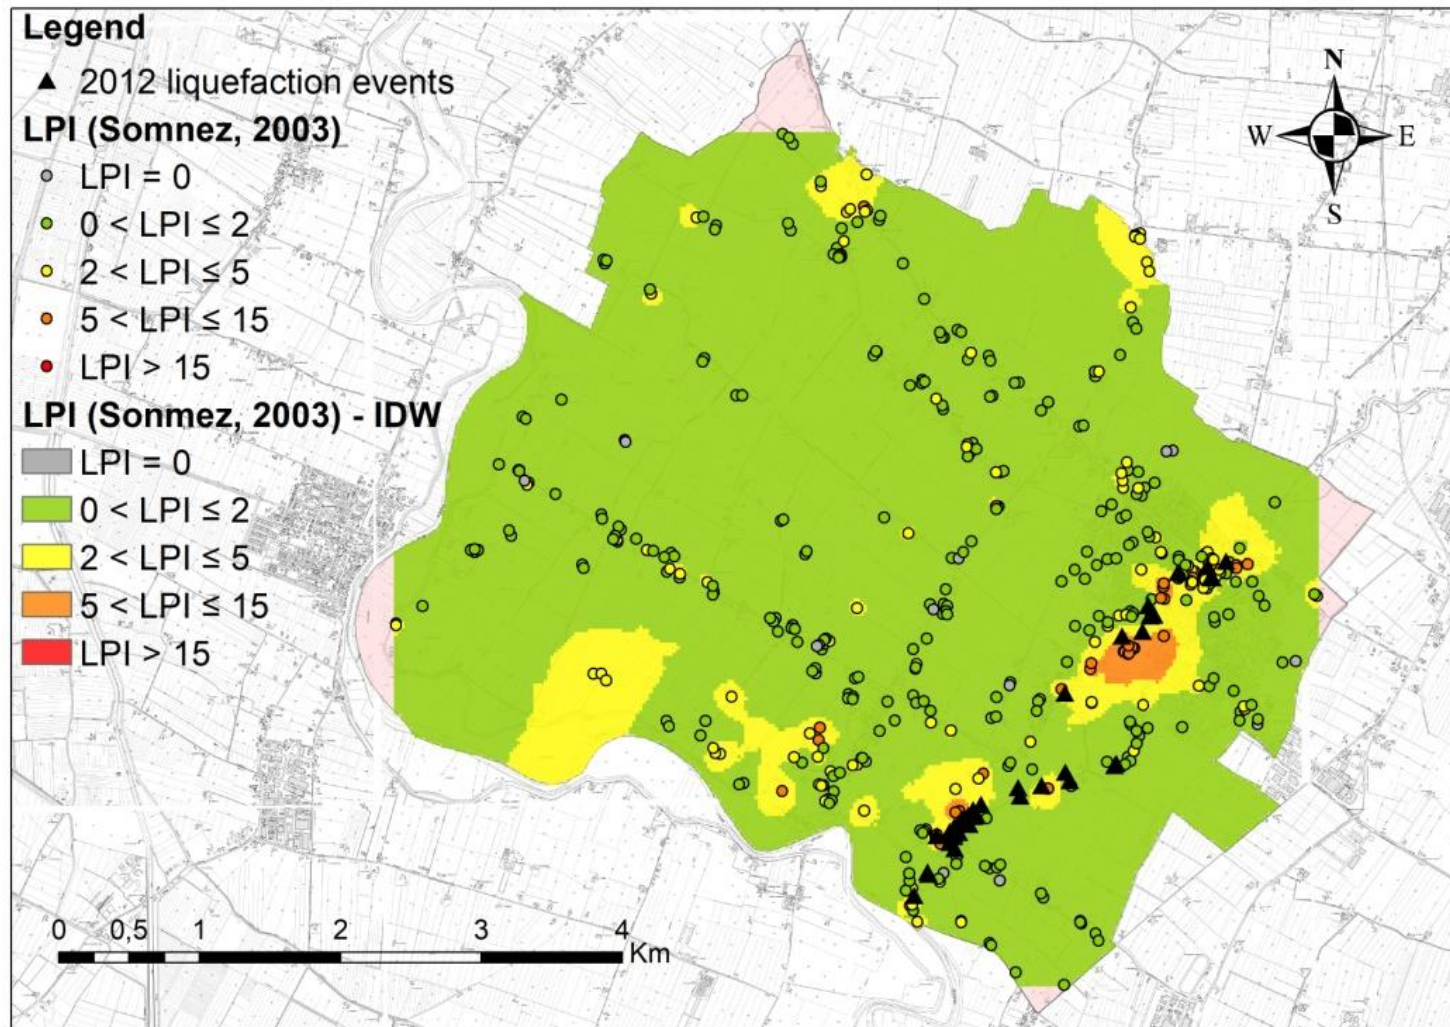 Legend
2012 liquefaction events
LPI (Somnez, 2003)
LPI = 0
0 < LPI ≤ 2
2 < LPI ≤ 5
5 < LPI ≤ 15
LPI > 15
LPI (Sonmez, 2003) - IDW
LPI = 0
0 < LPI ≤ 2
2 < LPI ≤ 5
5 < LPI ≤ 15
LPI > 15
N
W E
S
0 0,5 1 2 3 4
Km